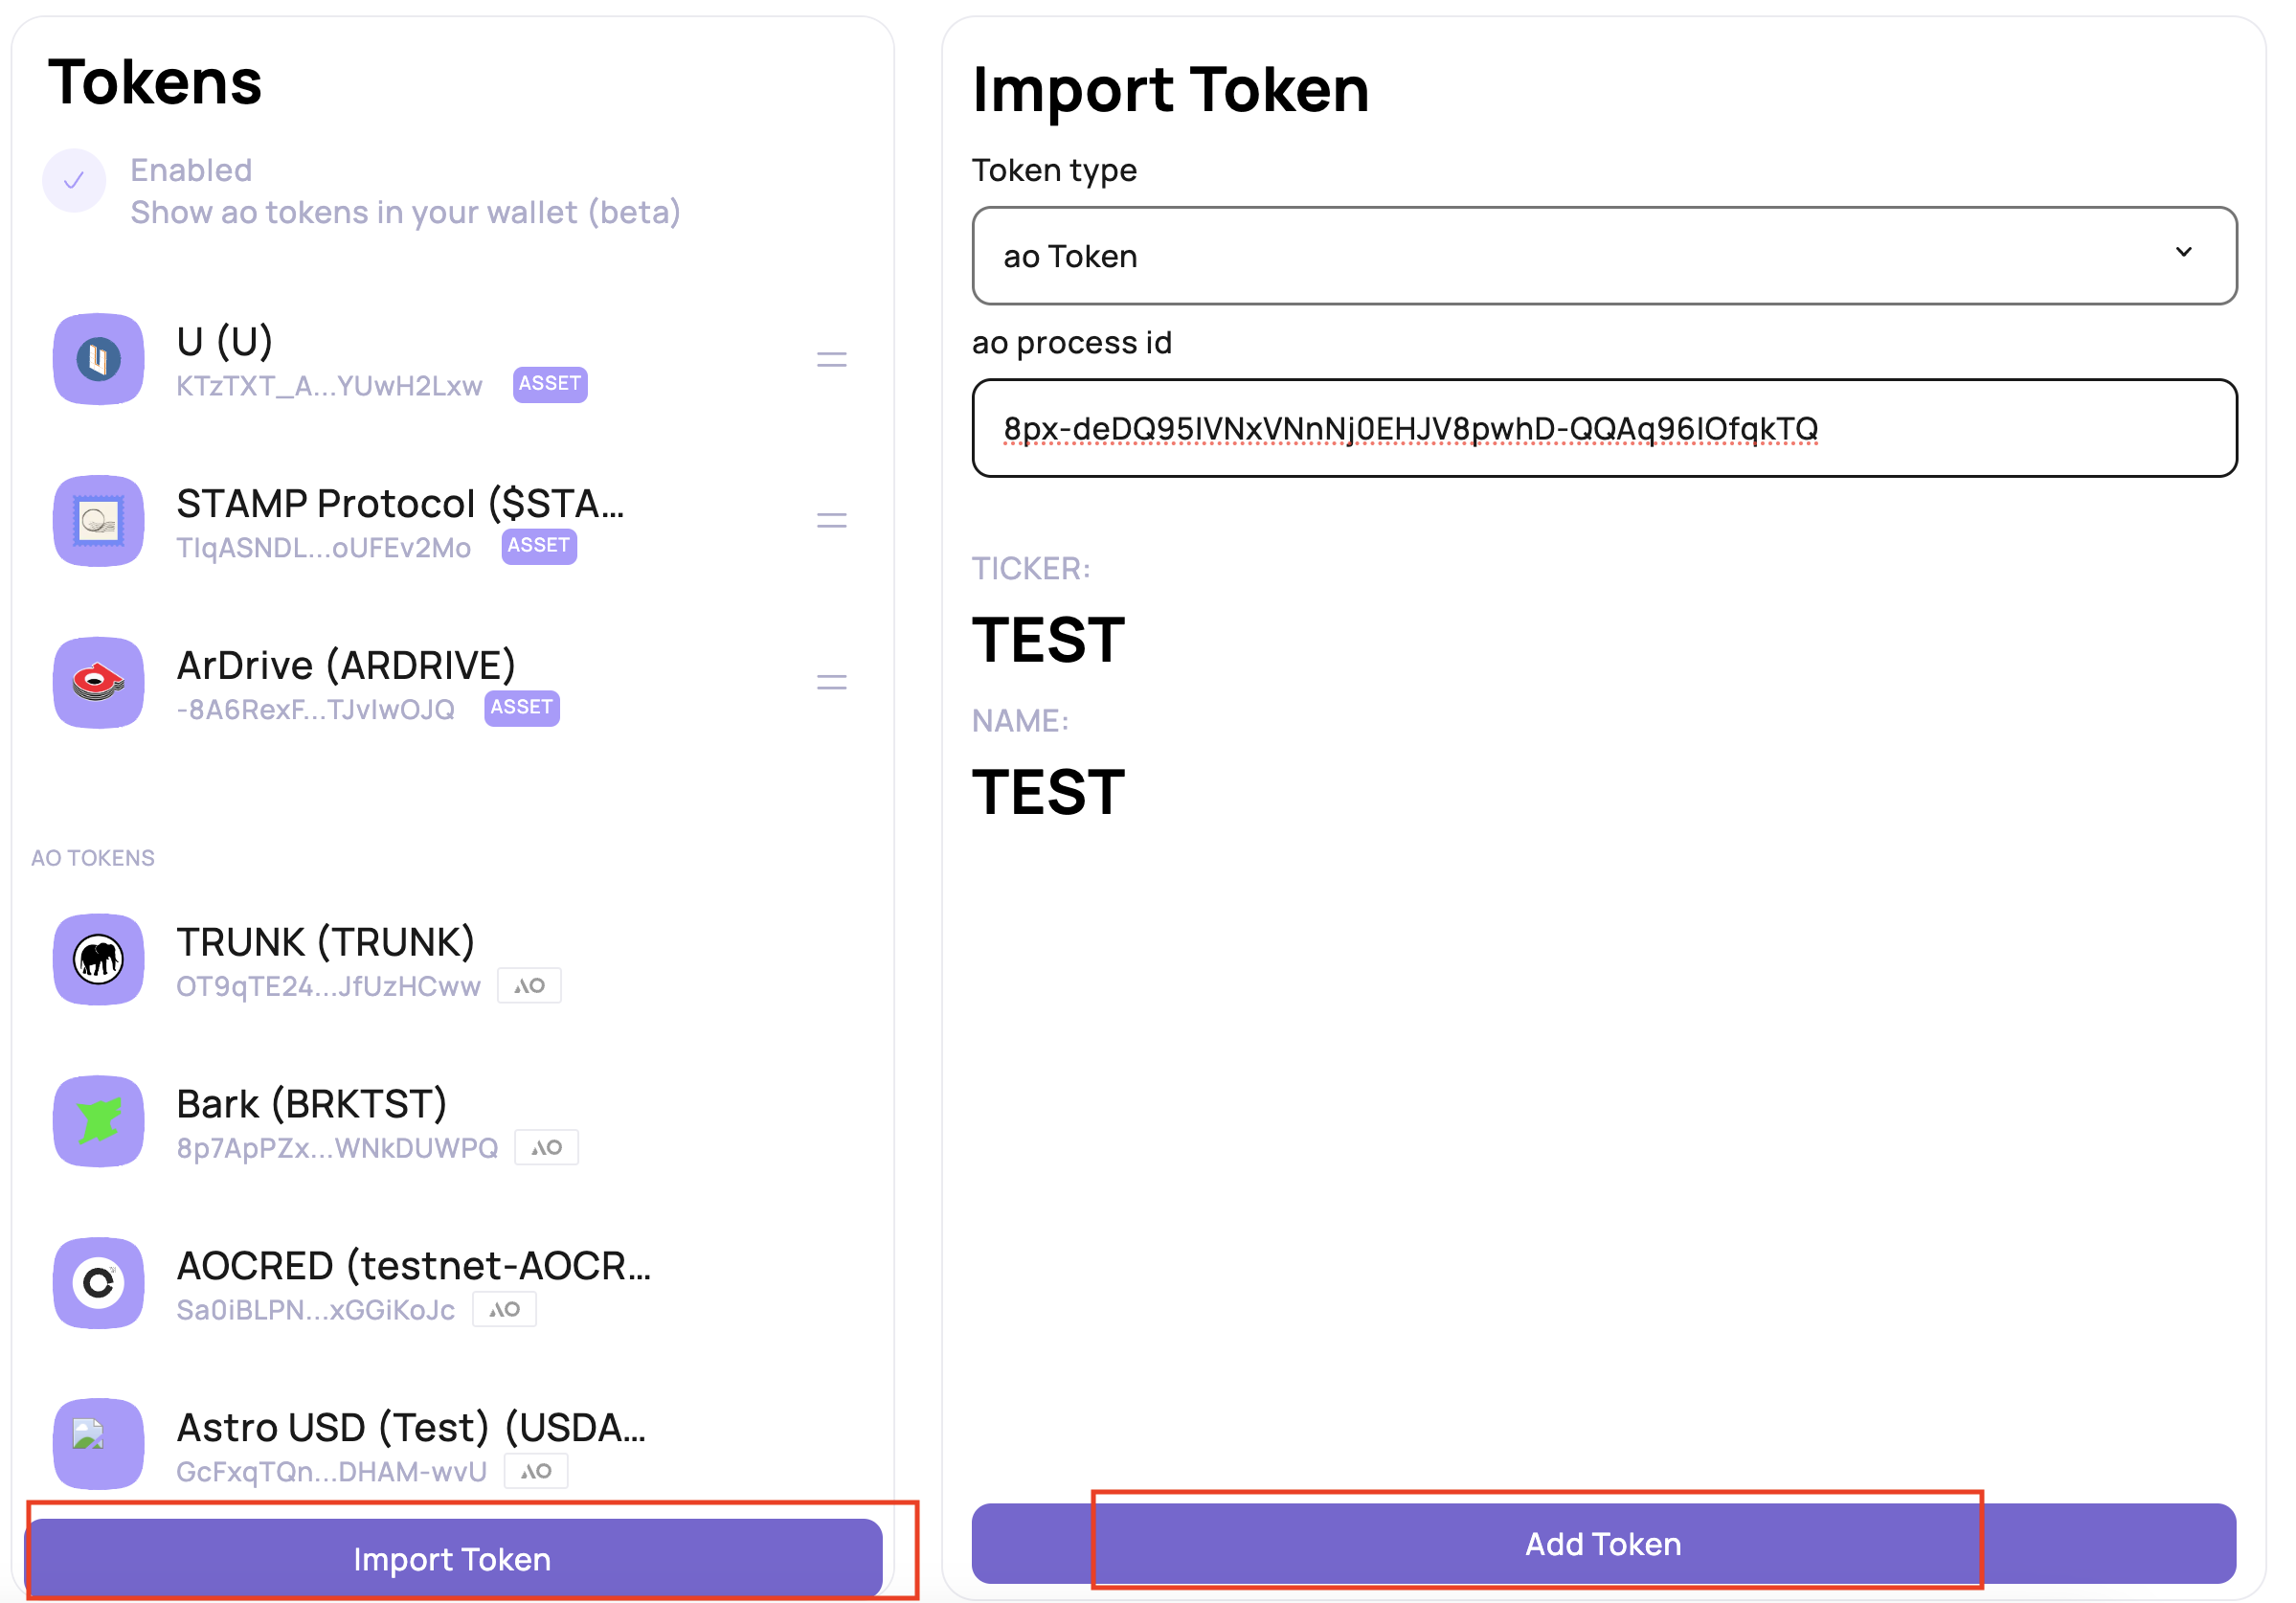 Tokens
Enabled
Show ao tokens in your wallet (beta)
U (U)
KTzTXT_A...YUwH2Lxw ASSET
STAMP Protocol ($STA...
TlqASNDL...oUFEv2Mo ASSET
ArDrive (ARDRIVE)
-8A6RexF...TJvlwOJQ ASSET
AO TOKENS
TRUNK (TRUNK)
OT9qTE24...JfUzHCww AO
Bark (BRKTST)
8p7ApPZx...WNkDUWPQ AO
AOCRED (testnet-AOCR...
Sa0iBLPN...xGGiKoJc AO
Astro USD (Test) (USDA...
GcFxqTQn...DHAM-wvU AO
Import Token
Import Token
Token type
ao Token
ao process id
8px-deDQ95IVNxVNnNj0EHJV8pwhD-QQAq96IOfqkTQ
TICKER:
TEST
NAME:
TEST
Add Token